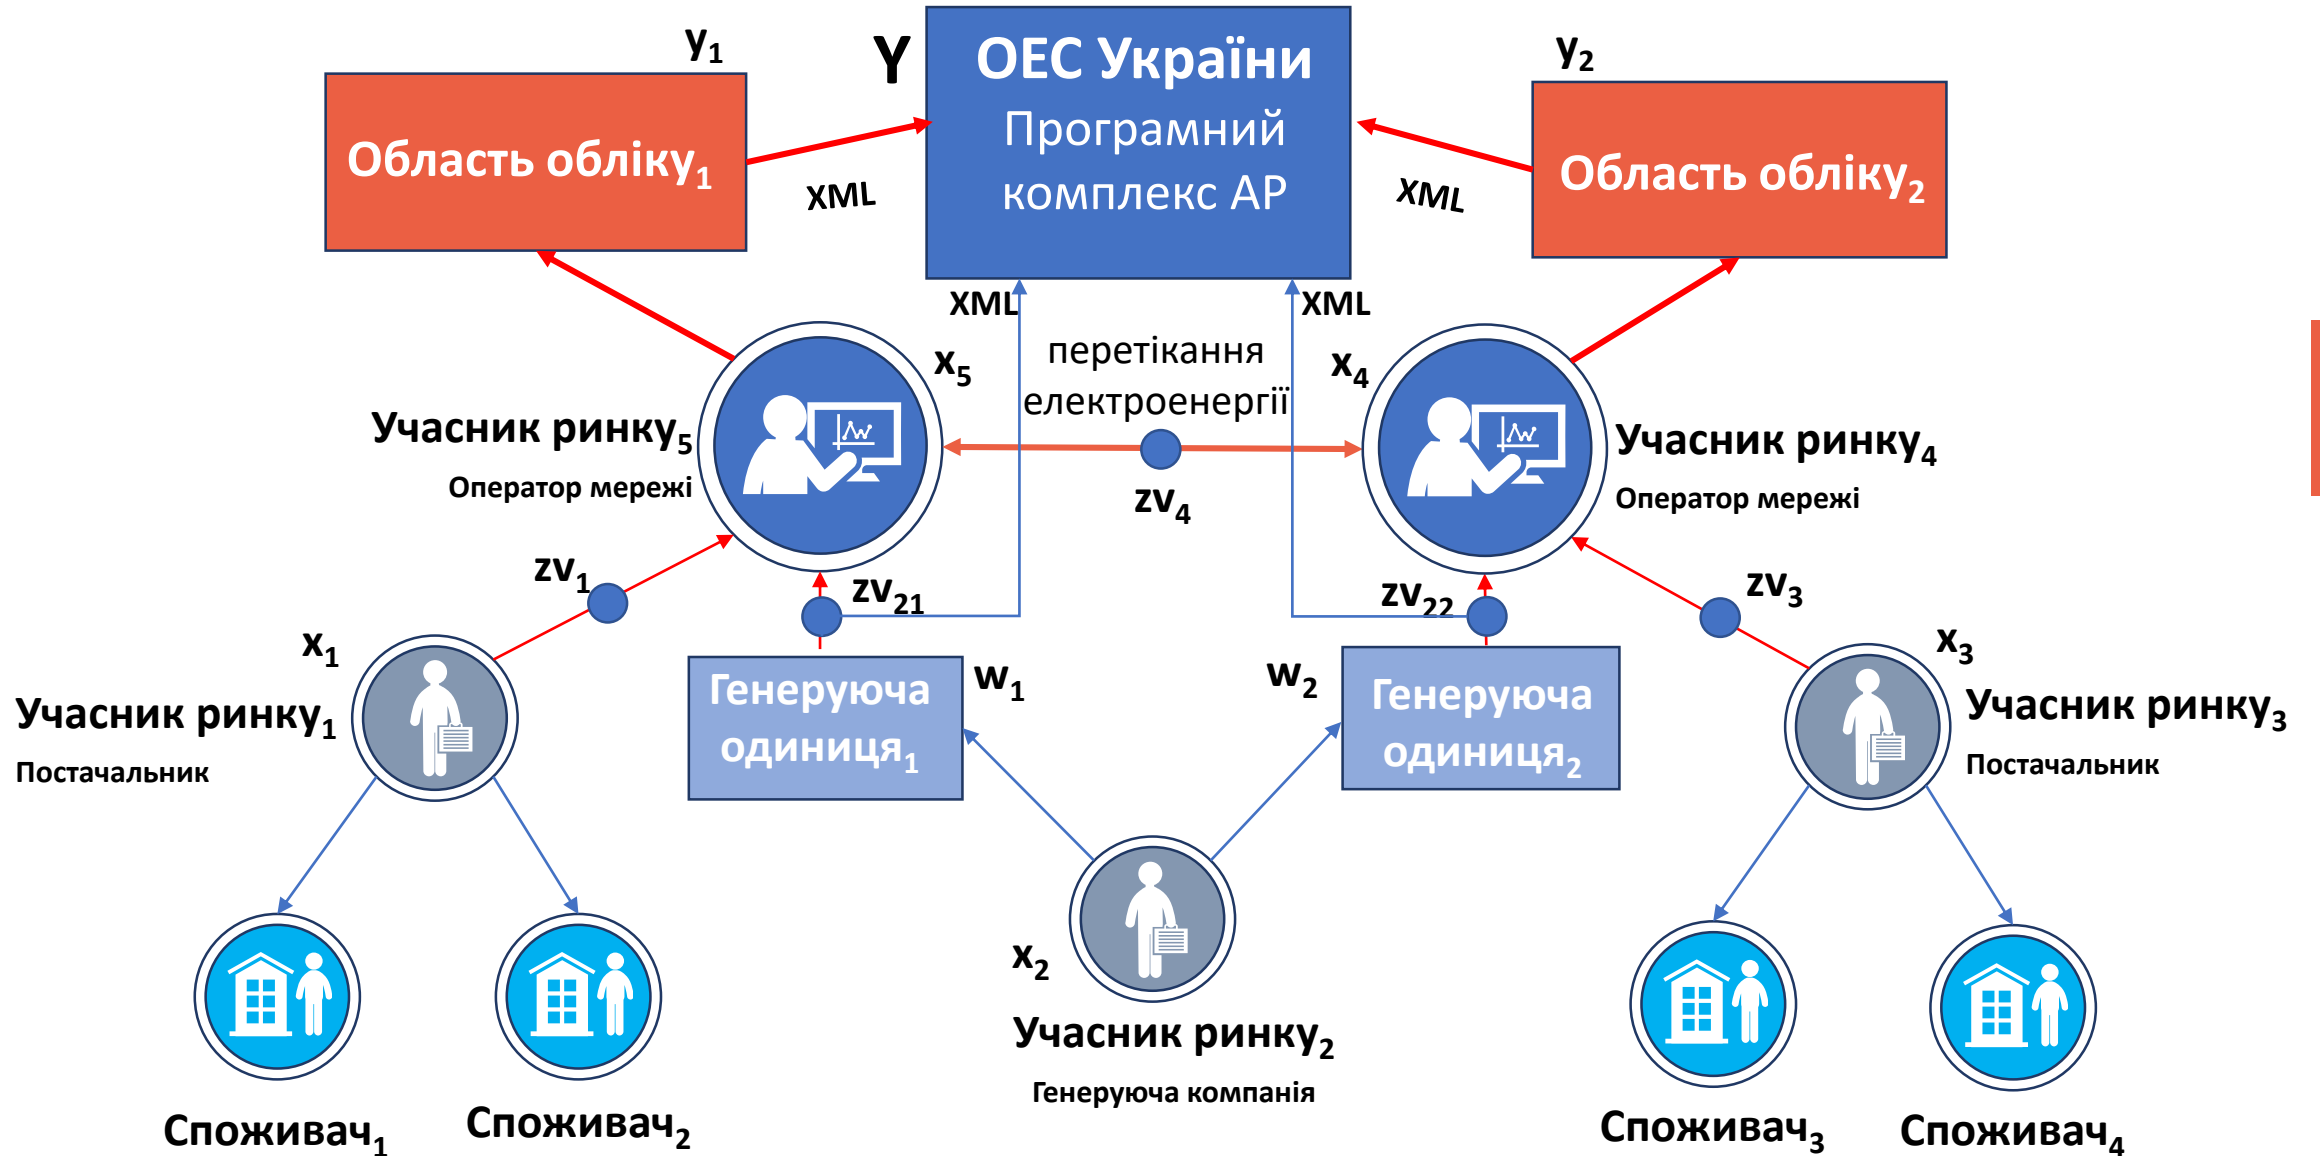 y₁
Y
ОЕС України
Програмний
комплекс АР
y₂
Область обліку₁
XML
XML
Область обліку₂
XML
XML
x₅
перетікання
електроенергії
x₄
Учасник ринку₅
Оператор мережі
zv₄
Учасник ринку₄
Оператор мережі
zv₁
zv₂₁
zv₂₂
zv₃
x₁
Учасник ринку₁
Постачальник
Генеруюча
одиниця₁
w₁
w₂
Генеруюча
одиниця₂
x₃
Учасник ринку₃
Постачальник
x₂
Учасник ринку₂
Генеруюча компанія
Споживач₁
Споживач₂
Споживач₃
Споживач₄